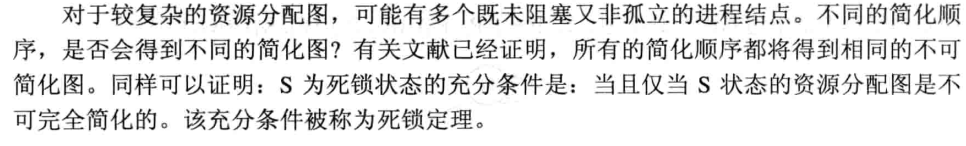 对于较复杂的资源分配图，可能有多个既未阻塞又非孤立的进程结点。不同的简化顺
序，是否会得到不同的简化图？有关文献已经证明，所有的简化顺序都将得到相同的不可
简化图。同样可以证明：S 为死锁状态的充分条件是：当且仅当 S 状态的资源分配图是不
可完全简化的。该充分条件被称为死锁定理。